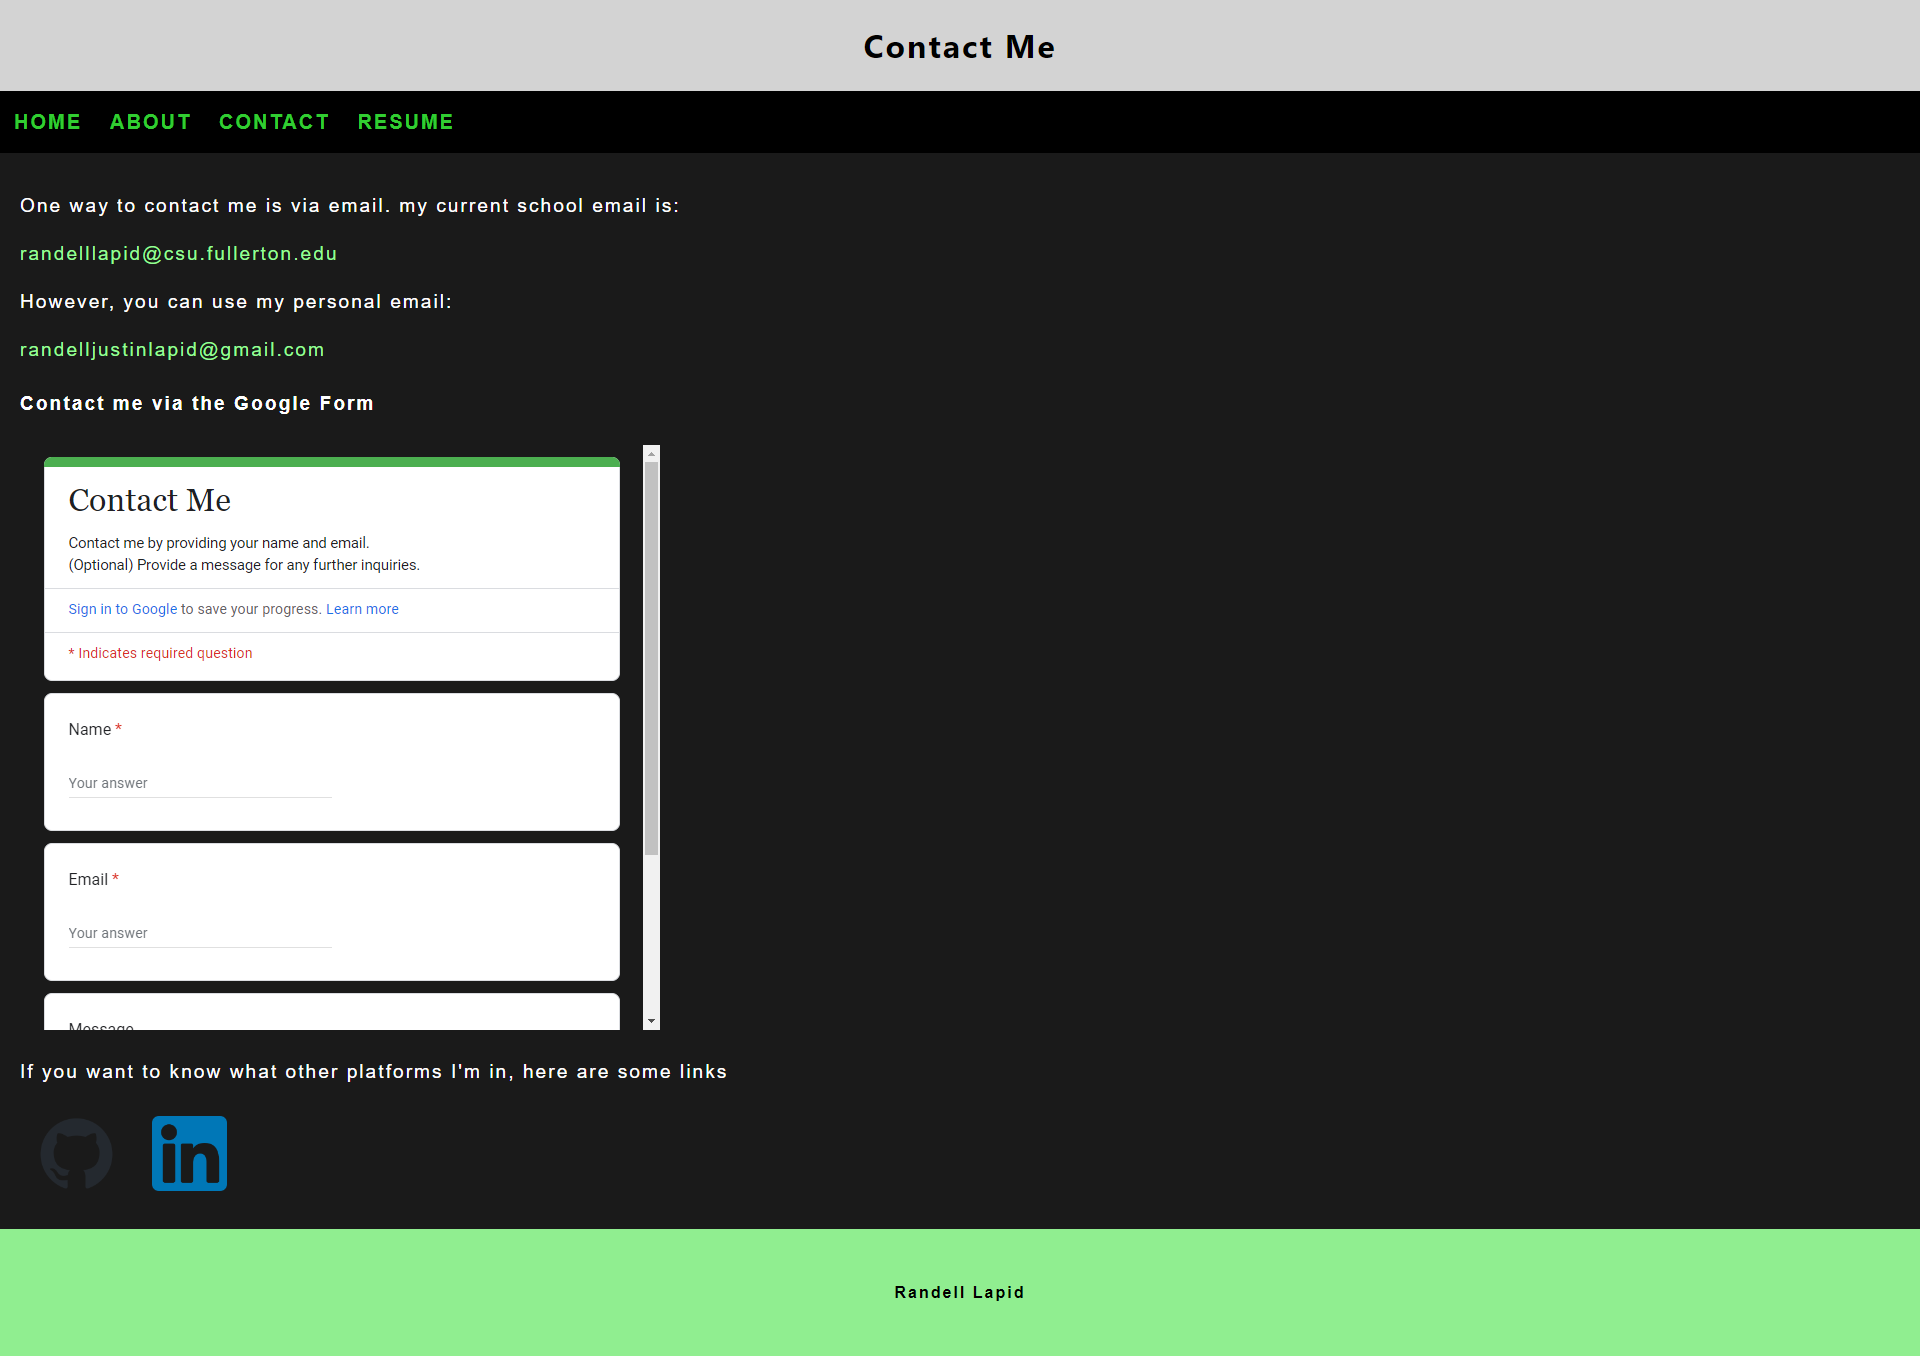 Contact Me
HOME ABOUT CONTACT RESUME
One way to contact me is via email. my current school email is:
randelllapid@csu.fullerton.edu
However, you can use my personal email:
randelljustinlapid@gmail.com
Contact me via the Google Form
Contact Me
Contact me by providing your name and email.
(Optional) Provide a message for any further inquiries.
Sign in to Google to save your progress. Learn more
* Indicates required question
Name *
Your answer
Email *
Your answer
Message
If you want to know what other platforms I'm in, here are some links
in
Randell Lapid